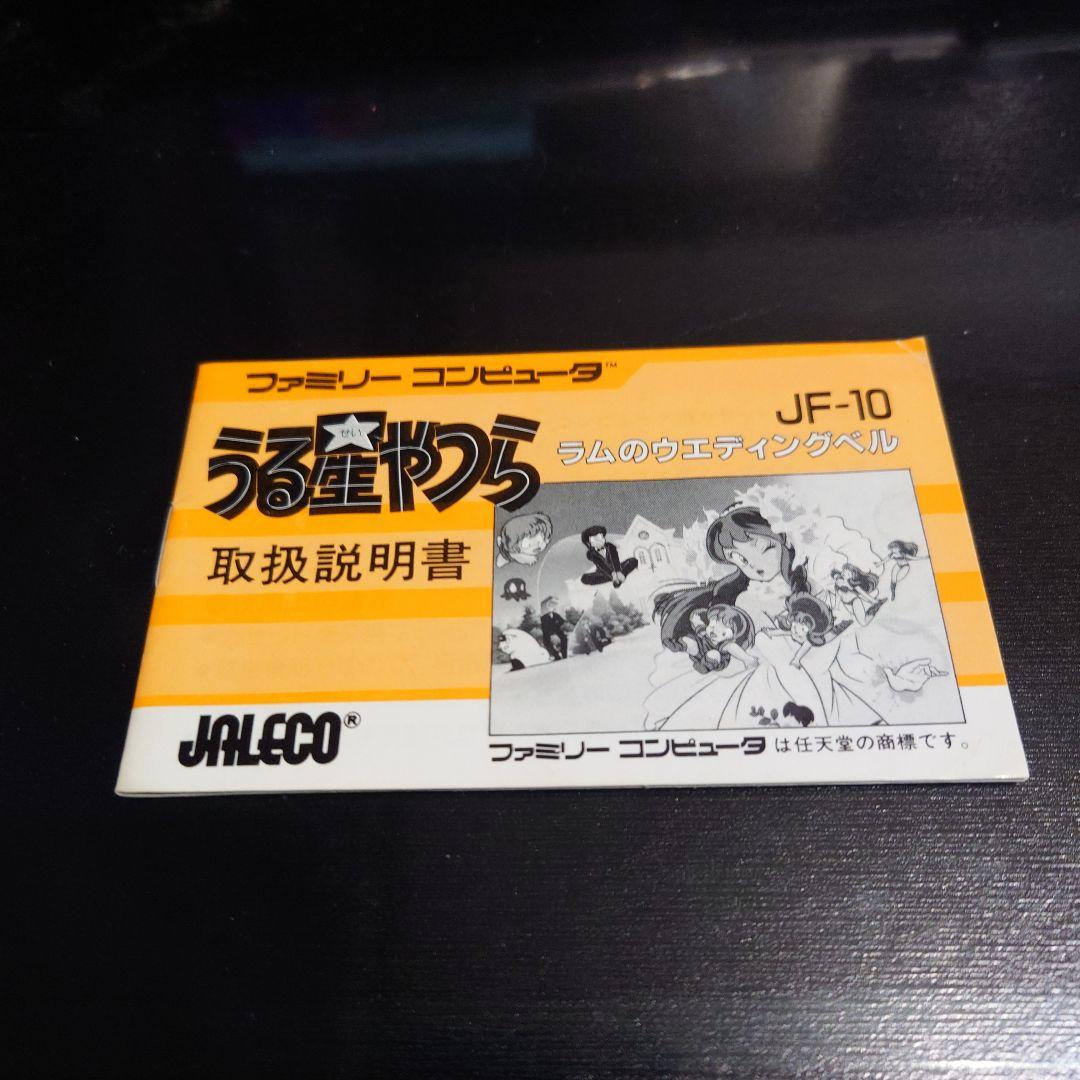 ファミリー コンピュータ™
JF-10
うる星やつら
せい
ラムのウエディングベル
取扱説明書
JALECO®
ファミリー コンピュータ は任天堂の商標です。